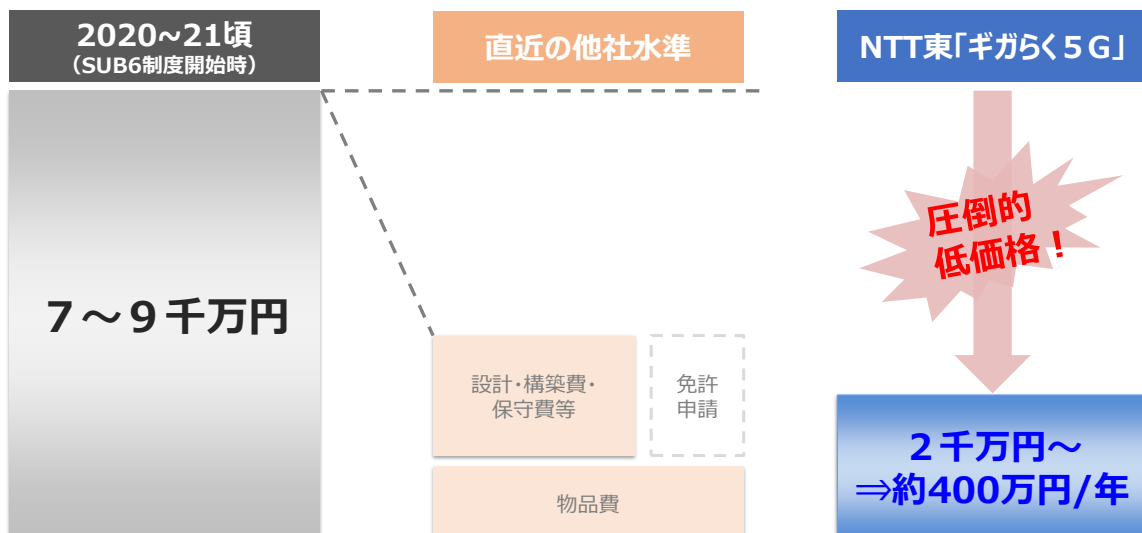 2020~21頃
（SUB6制度開始時）
直近の他社水準
NTT東「ギガらく５G」
圧倒的
低価格！
７～９千万円
設計・構築費・
保守費等
免許
申請
物品費
２千万円～
⇒約400万円/年